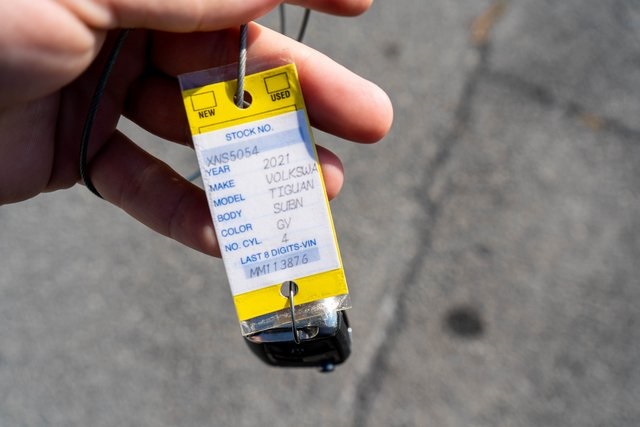 NEW USED
STOCK NO.
XNS5054
YEAR 2021
MAKE VOLKSWA
MODEL TIGUAN
BODY SUBN
COLOR GY
NO. CYL. 4
LAST 8 DIGITS-VIN
MM113876